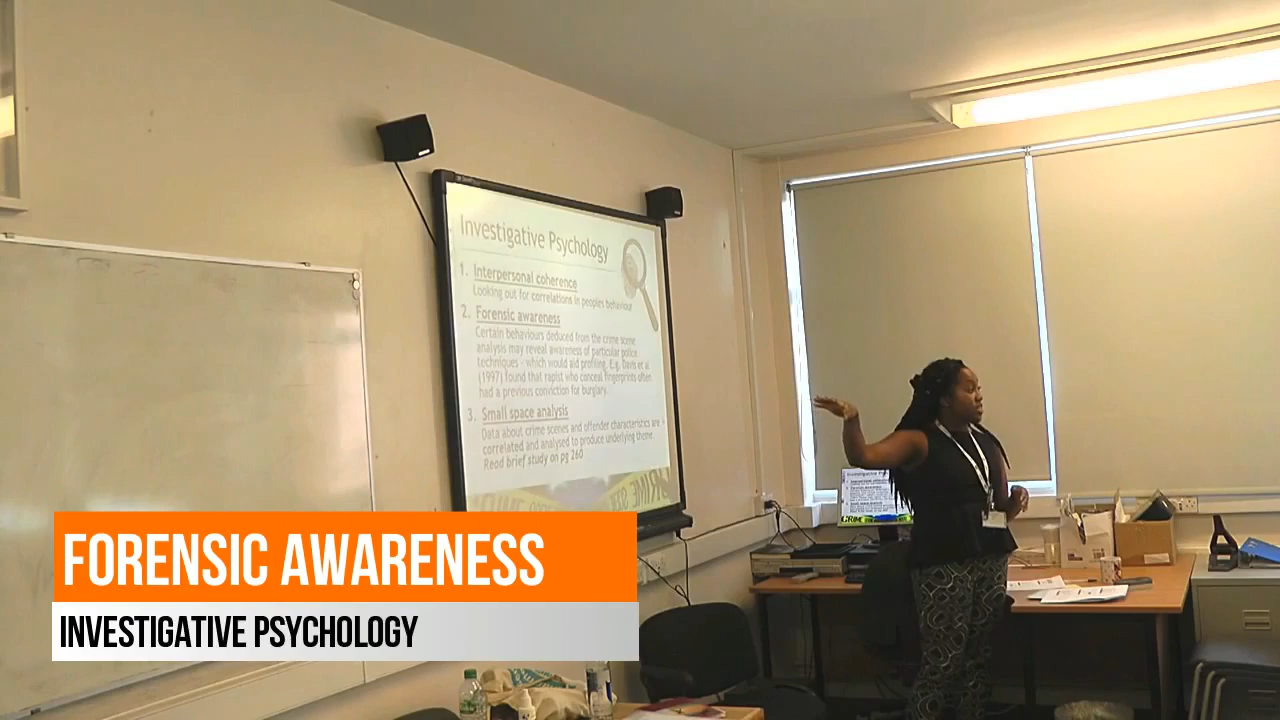 Investigative Psychology
1. Interpersonal coherence
Looking out for correlations in peoples behaviour
2. Forensic awareness
Certain behaviours deduced from the crime scene
analysis may reveal awareness of particular police
techniques - which would aid profiling. E.g. Davis et al
(1997) found that rapist who conceal fingerprints often
had a previous conviction for burglary.
3. Small space analysis
Data about crime scenes and offender characteristics are
correlated and analysed to produce underlying theme.
Read brief study on pg 260
CRIME
FORENSIC AWARENESS
INVESTIGATIVE PSYCHOLOGY